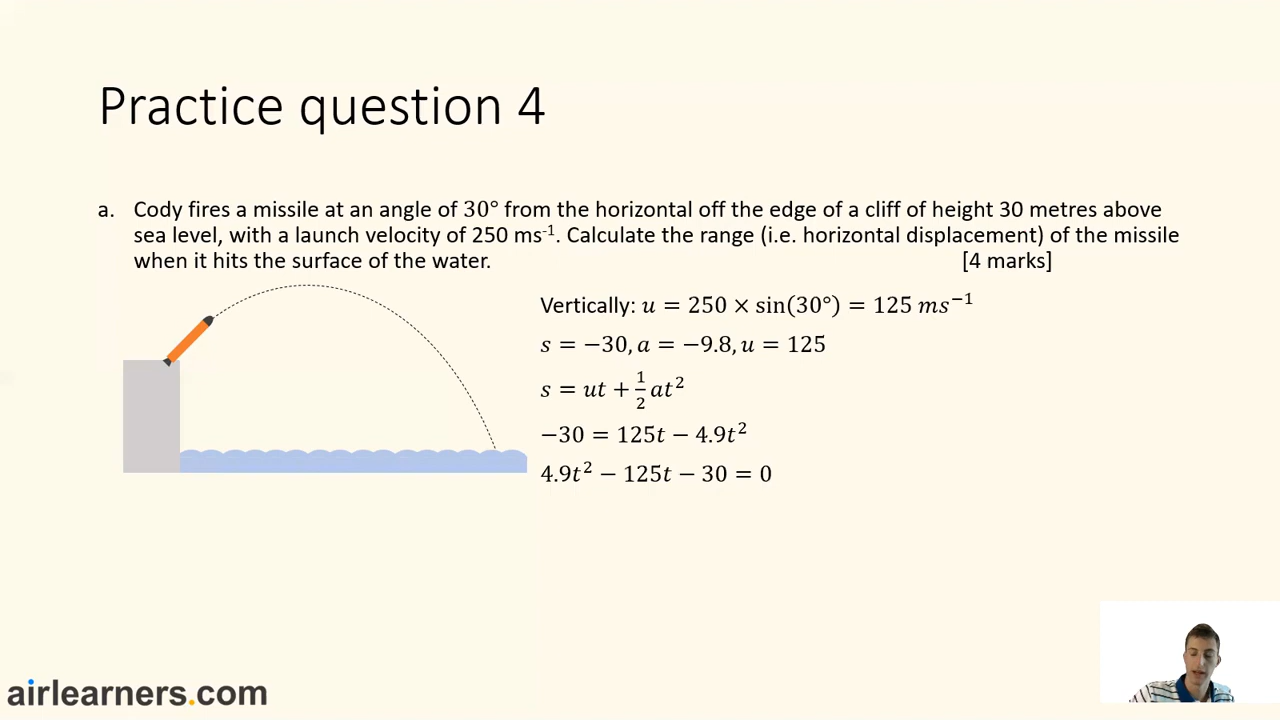 Practice question 4
a. Cody fires a missile at an angle of 30° from the horizontal off the edge of a cliff of height 30 metres above
sea level, with a launch velocity of 250 ms⁻¹. Calculate the range (i.e. horizontal displacement) of the missile
when it hits the surface of the water. [4 marks]
Vertically: u = 250 × sin(30°) = 125 ms⁻¹
s = −30, a = −9.8, u = 125
s = ut + 1/2 at²
−30 = 125t − 4.9t²
4.9t² − 125t − 30 = 0
airlearners.com